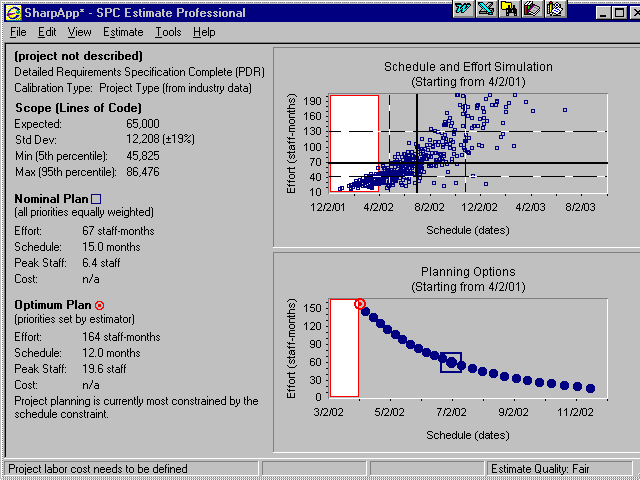 SharpApp* - SPC Estimate Professional
File Edit View Estimate Tools Help
(project not described)
Detailed Requirements Specification Complete (PDR)
Calibration Type: Project Type (from industry data)
Scope (Lines of Code)
Expected: 65,000
Std Dev: 12,208 (±19%)
Min (5th percentile): 45,825
Max (95th percentile): 86,476
Nominal Plan
(all priorities equally weighted)
Effort: 67 staff-months
Schedule: 15.0 months
Peak Staff: 6.4 staff
Cost: n/a
Optimum Plan
(priorities set by estimator)
Effort: 164 staff-months
Schedule: 12.0 months
Peak Staff: 19.6 staff
Cost: n/a
Project planning is currently most constrained by the
schedule constraint.
Schedule and Effort Simulation
(Starting from 4/2/01)
Effort (staff-months)
190
160
130
100
70
40
10
12/2/01 4/2/02 8/2/02 12/2/02 4/2/03 8/2/03
Schedule (dates)
Planning Options
(Starting from 4/2/01)
Effort (staff-months)
150
120
90
60
30
0
3/2/02 5/2/02 7/2/02 9/2/02 11/2/02
Schedule (dates)
Project labor cost needs to be defined
Estimate Quality: Fair